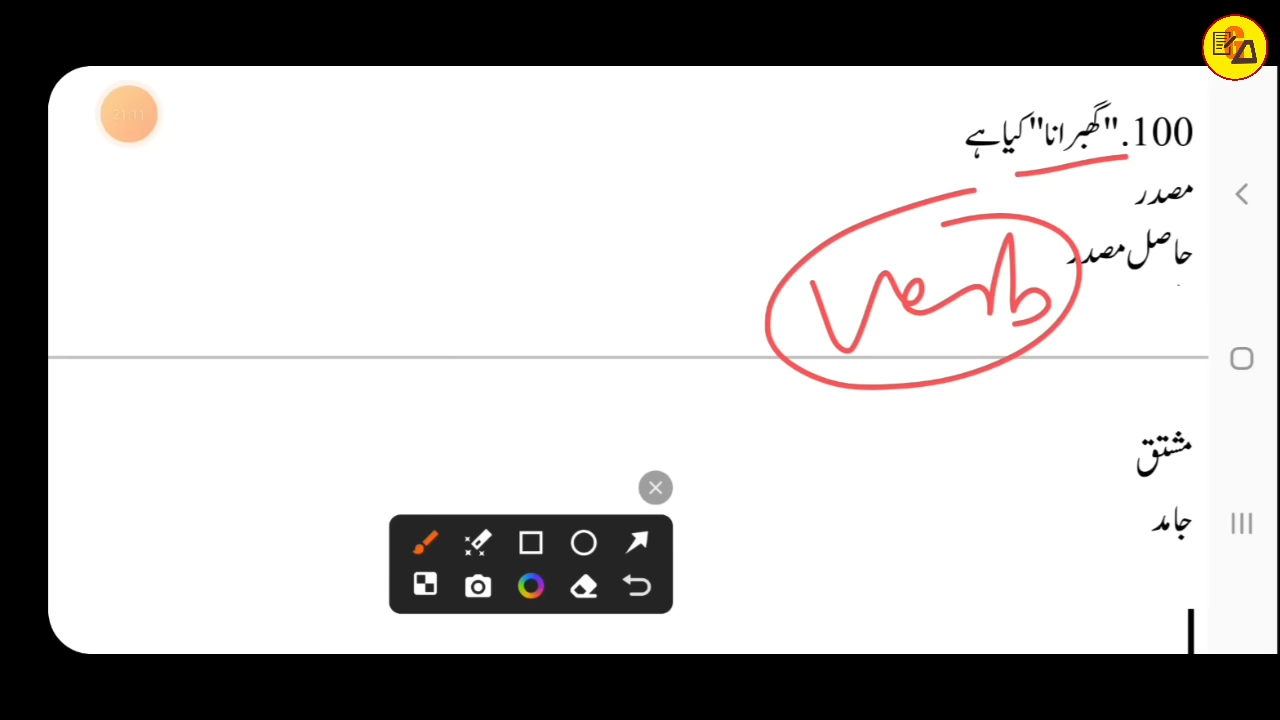 100."گھبرانا" کیا ہے
مصدر
حاصل مصدر
verb
مشتق
جامد